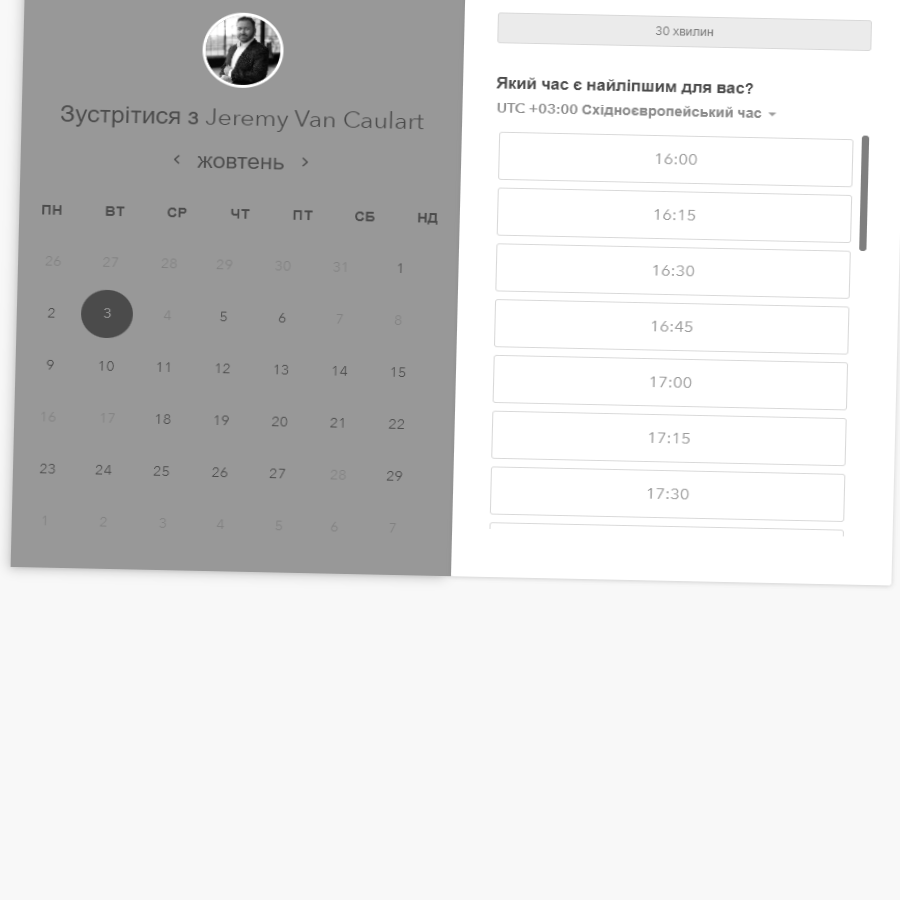 Зустрітися з Jeremy Van Caulart
жовтень
ПН ВТ СР ЧТ ПТ СБ НД
26 27 28 29 30 31 1
2 3 4 5 6 7 8
9 10 11 12 13 14 15
16 17 18 19 20 21 22
23 24 25 26 27 28 29
1 2 3 4 5 6 7
30 хвилин
Який час є найліпшим для вас?
UTC +03:00 Східноєвропейський час
16:00
16:15
16:30
16:45
17:00
17:15
17:30